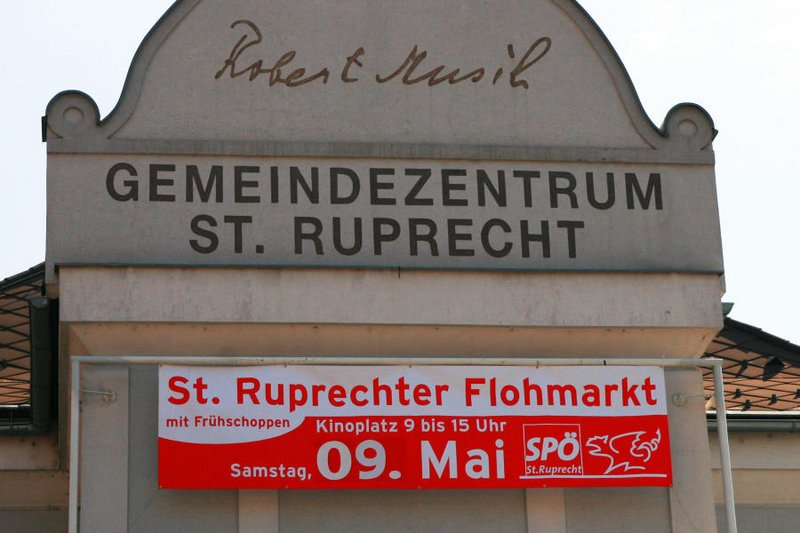 Robert Musil
GEMEINDEZENTRUM
ST. RUPRECHT
St. Ruprechter Flohmarkt
mit Frühschoppen
Kinoplatz 9 bis 15 Uhr
Samstag, 09. Mai
SPÖ
St.Ruprecht